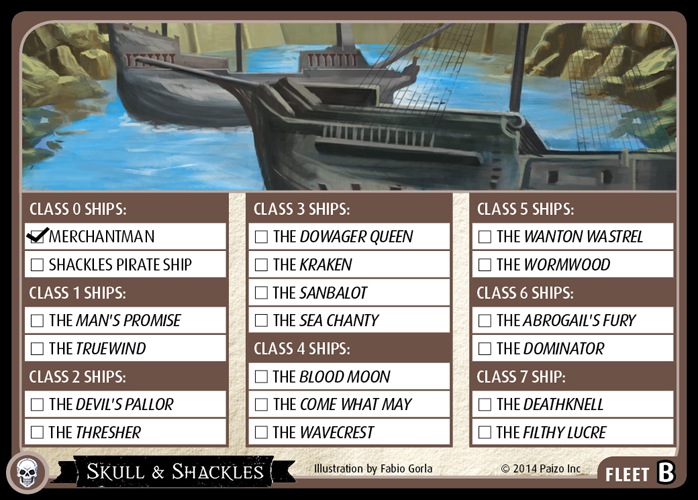 CLASS 0 SHIPS:
MERCHANTMAN
SHACKLES PIRATE SHIP
CLASS 1 SHIPS:
THE MAN'S PROMISE
THE TRUEWIND
CLASS 2 SHIPS:
THE DEVIL'S PALLOR
THE THRESHER
CLASS 3 SHIPS:
THE DOWAGER QUEEN
THE KRAKEN
THE SANBALOT
THE SEA CHANTY
CLASS 4 SHIPS:
THE BLOOD MOON
THE COME WHAT MAY
THE WAVECREST
CLASS 5 SHIPS:
THE WANTON WASTREL
THE WORMWOOD
CLASS 6 SHIPS:
THE ABROGAIL'S FURY
THE DOMINATOR
CLASS 7 SHIP:
THE DEATHKNELL
THE FILTHY LUCRE
SKULL & SHACKLES
Illustration by Fabio Gorla
© 2014 Paizo Inc
FLEET B